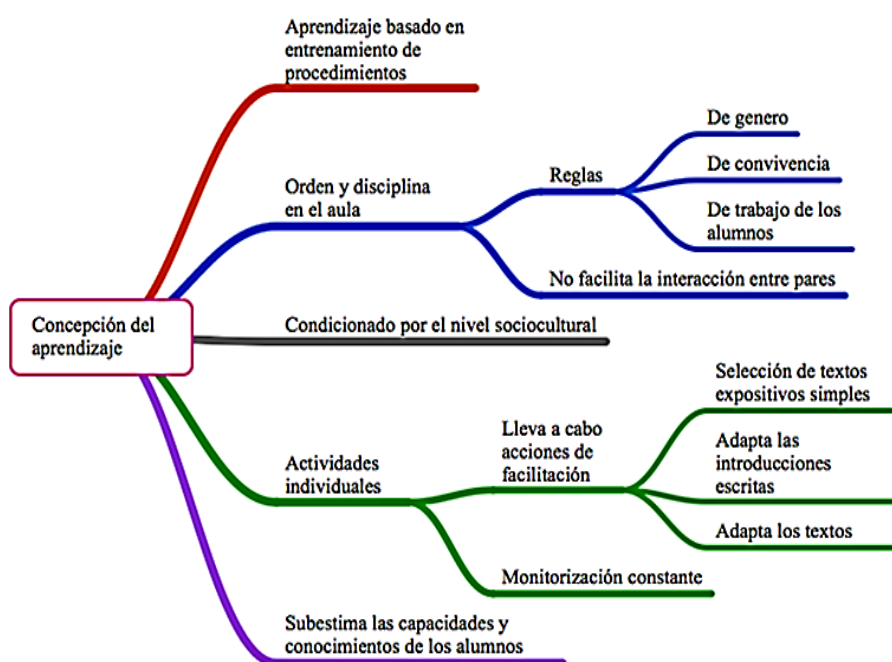 Aprendizaje basado en
entrenamiento de
procedimientos
De genero
De convivencia
Reglas
De trabajo de los
alumnos
Orden y disciplina
en el aula
No facilita la interacción entre pares
Concepción del
aprendizaje
Condicionado por el nivel sociocultural
Selección de textos
expositivos simples
Lleva a cabo
acciones de
facilitación
Adapta las
introducciones
escritas
Actividades
individuales
Adapta los textos
Monitorización constante
Subestima las capacidades y
conocimientos de los alumnos